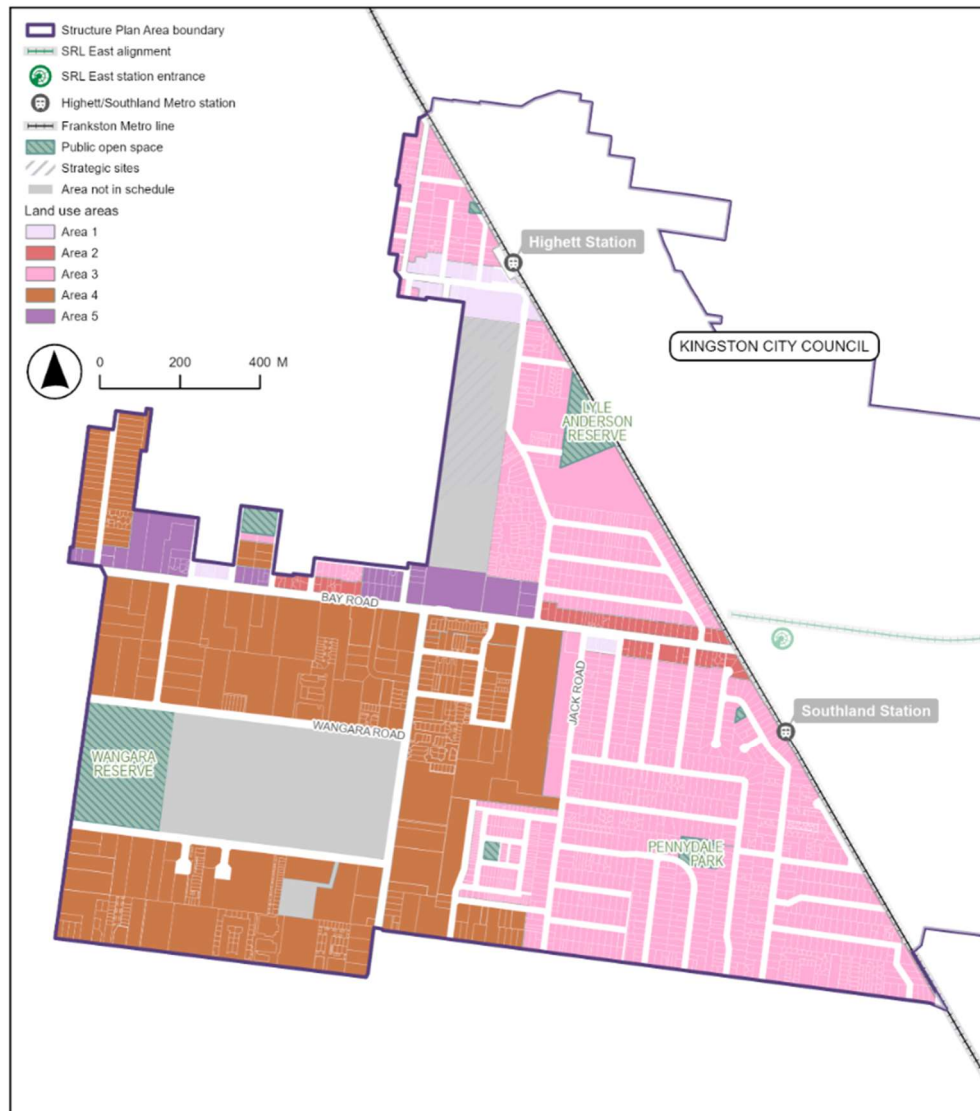 Structure Plan Area boundary
SRL East alignment
SRL East station entrance
Highett/Southland Metro station
Frankston Metro line
Public open space
Strategic sites
Area not in schedule
Land use areas
Area 1
Area 2
Area 3
Area 4
Area 5
0 200 400 M
Highett Station
KINGSTON CITY COUNCIL
LYLE
ANDERSON
RESERVE
BAY ROAD
JACK ROAD
WANGARA ROAD
Southland Station
WANGARA
RESERVE
PENNYDALE
PARK